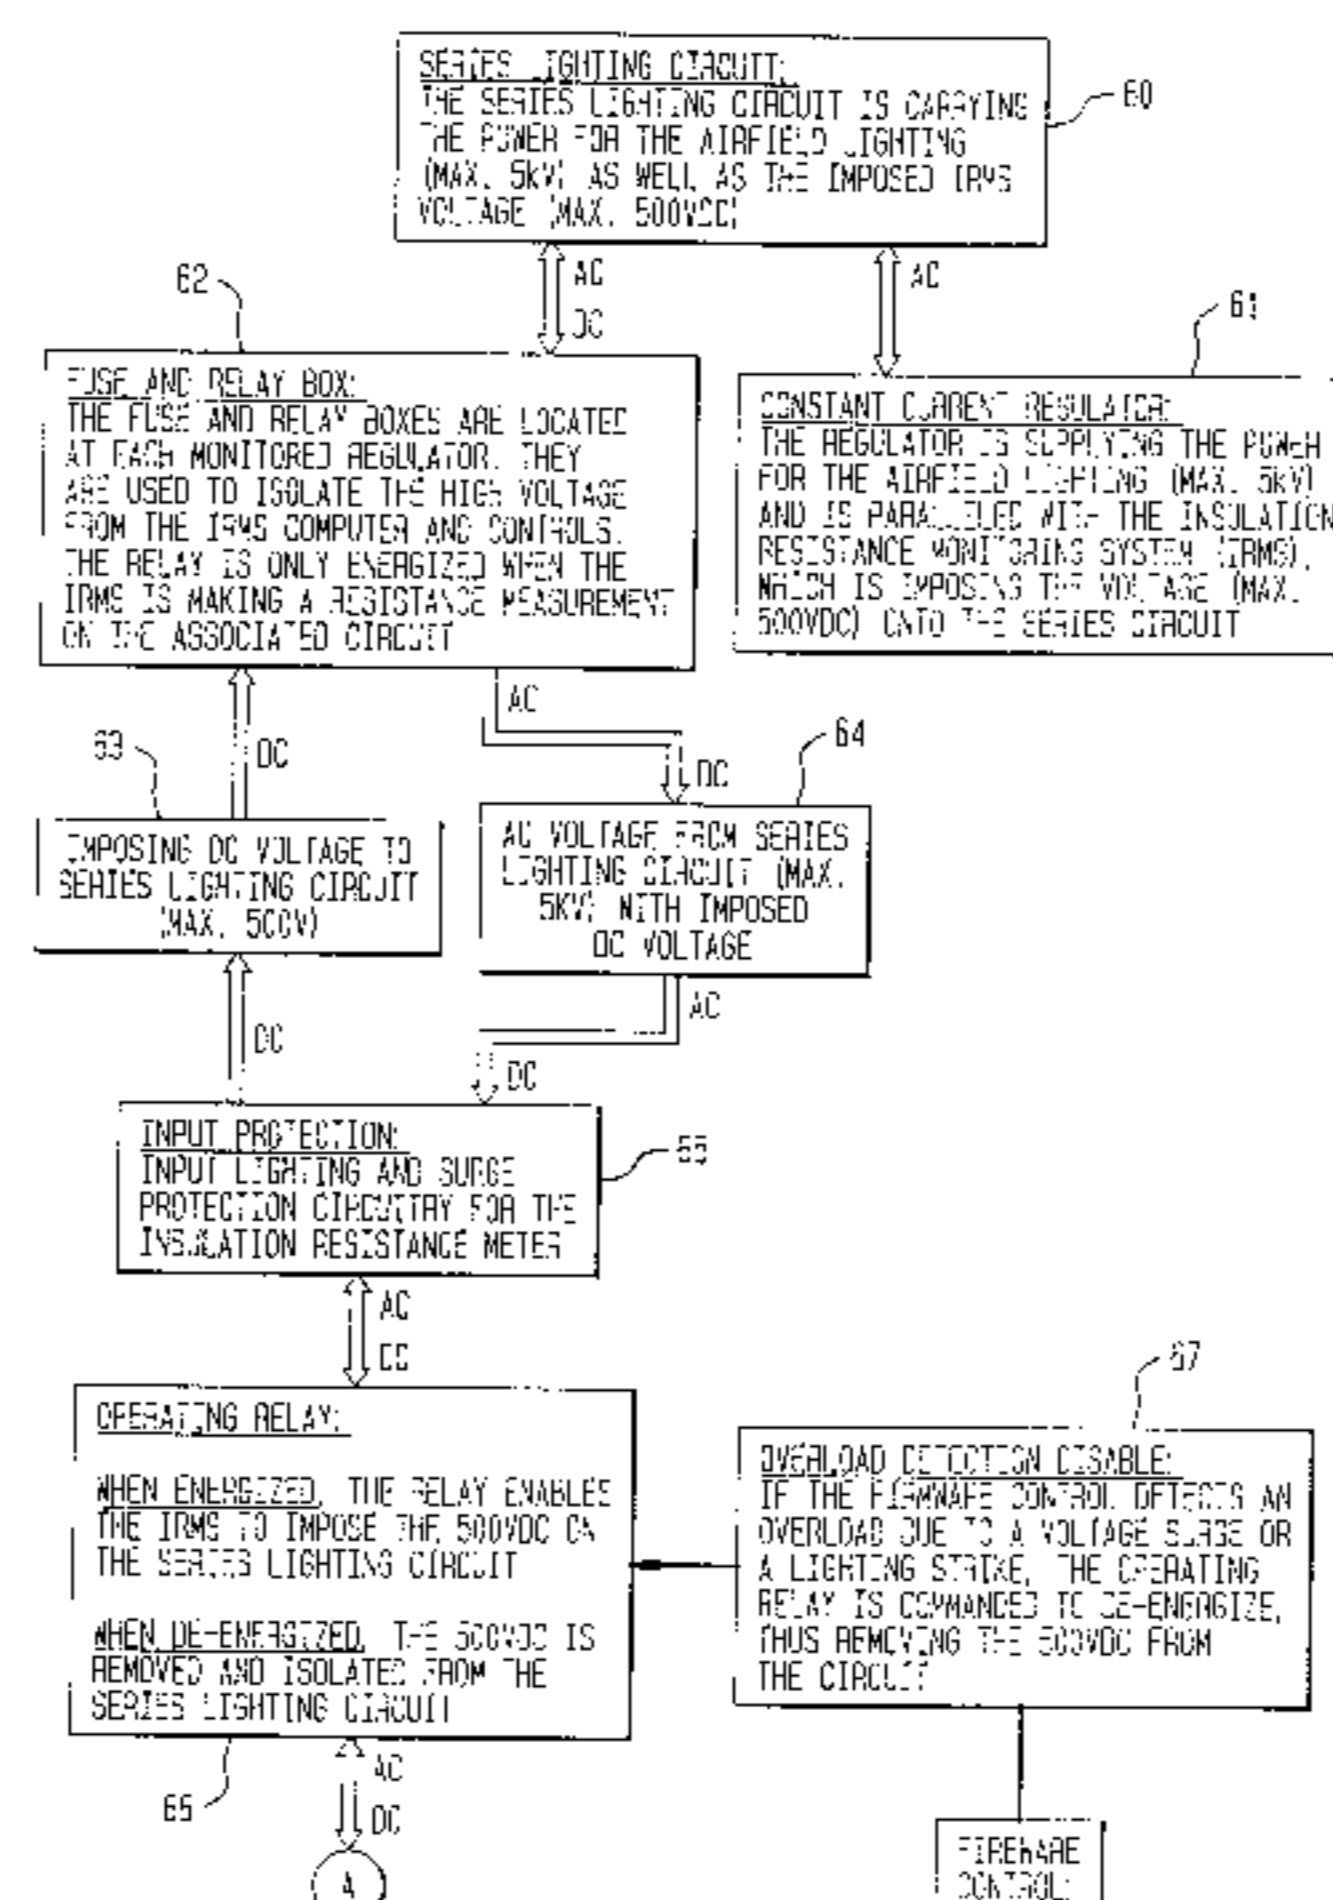 SERIES LIGHTING CIRCUIT:
THE SERIES LIGHTING CIRCUIT IS CARRYING
THE POWER FOR THE AIRFIELD LIGHTING
(MAX. 5kV) AS WELL AS THE IMPOSED IRMS
VOLTAGE (MAX. 500VDC)
60
AC
DC
AC
62
61
FUSE AND RELAY BOX:
THE FUSE AND RELAY BOXES ARE LOCATED
AT EACH MONITORED REGULATOR. THEY
ARE USED TO ISOLATE THE HIGH VOLTAGE
FROM THE IRMS COMPUTER AND CONTROLS.
THE RELAY IS ONLY ENERGIZED WHEN THE
IRMS IS MAKING A RESISTANCE MEASUREMENT
ON THE ASSOCIATED CIRCUIT
CONSTANT CURRENT REGULATOR:
THE REGULATOR IS SUPPLYING THE POWER
FOR THE AIRFIELD LIGHTING (MAX. 5kV)
AND IS PARALLELED WITH THE INSULATION
RESISTANCE MONITORING SYSTEM (IRMS),
WHICH IS IMPOSING THE VOLTAGE (MAX.
500VDC) ONTO THE SERIES CIRCUIT
AC
63
DC
64
DC
IMPOSING DC VOLTAGE TO
SERIES LIGHTING CIRCUIT
(MAX. 500V)
AC VOLTAGE FROM SERIES
LIGHTING CIRCUIT (MAX.
5KV) WITH IMPOSED
DC VOLTAGE
AC
DC
DC
INPUT PROTECTION:
INPUT LIGHTING AND SURGE
PROTECTION CIRCUITRY FOR THE
INSULATION RESISTANCE METER
AC
DC
67
OPERATING RELAY:
WHEN ENERGIZED, THE RELAY ENABLES
THE IRMS TO IMPOSE THE 500VDC ON
THE SERIES LIGHTING CIRCUIT
WHEN DE-ENERGIZED, THE 500VDC IS
REMOVED AND ISOLATED FROM THE
SERIES LIGHTING CIRCUIT
OVERLOAD DETECTION DISABLE:
IF THE FIRMWARE CONTROL DETECTS AN
OVERLOAD DUE TO A VOLTAGE SURGE OR
A LIGHTING STRIKE, THE OPERATING
RELAY IS COMMANDED TO DE-ENERGIZE,
THUS REMOVING THE 500VDC FROM
THE CIRCUIT
AC
DC
A
FIREWARE
CONTROL: